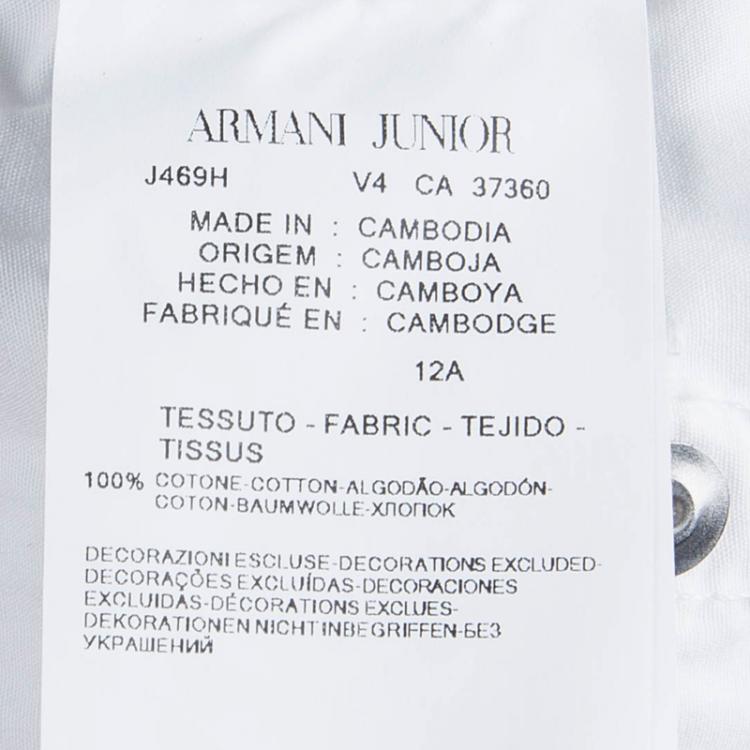 ARMANI JUNIOR
J469H V4 CA 37360
MADE IN : CAMBODIA
ORIGEM : CAMBOJA
HECHO EN : CAMBOYA
FABRIQUÉ EN : CAMBODGE
12A
TESSUTO - FABRIC - TEJIDO -
TISSUS
100% COTONE-COTTON-ALGODÃO-ALGODÓN-
COTON-BAUMWOLLE-ХЛОПОК
DECORAZIONI ESCLUSE-DECORATIONS EXCLUDED-
DECORAÇÕES EXCLUÍDAS-DECORACIONES
EXCLUIDAS-DÉCORATIONS EXCLUES-
DEKORATIONEN NICHT INBEGRIFFEN-БЕЗ
УКРАШЕНИЙ